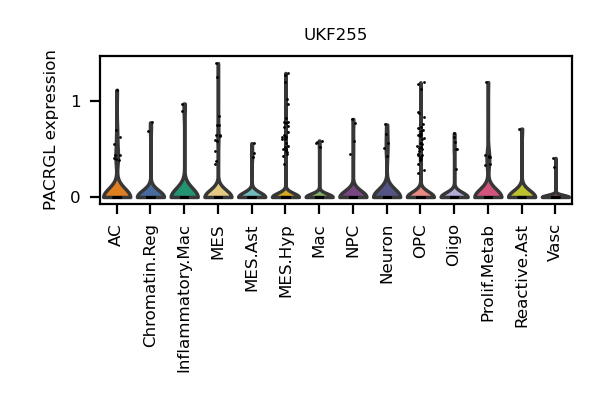 UKF255
PACRGL expression
1
0
AC
Chromatin.Reg
Inflammatory.Mac
MES
MES.Ast
MES.Hyp
Mac
NPC
Neuron
OPC
Oligo
Prolif.Metab
Reactive.Ast
Vasc